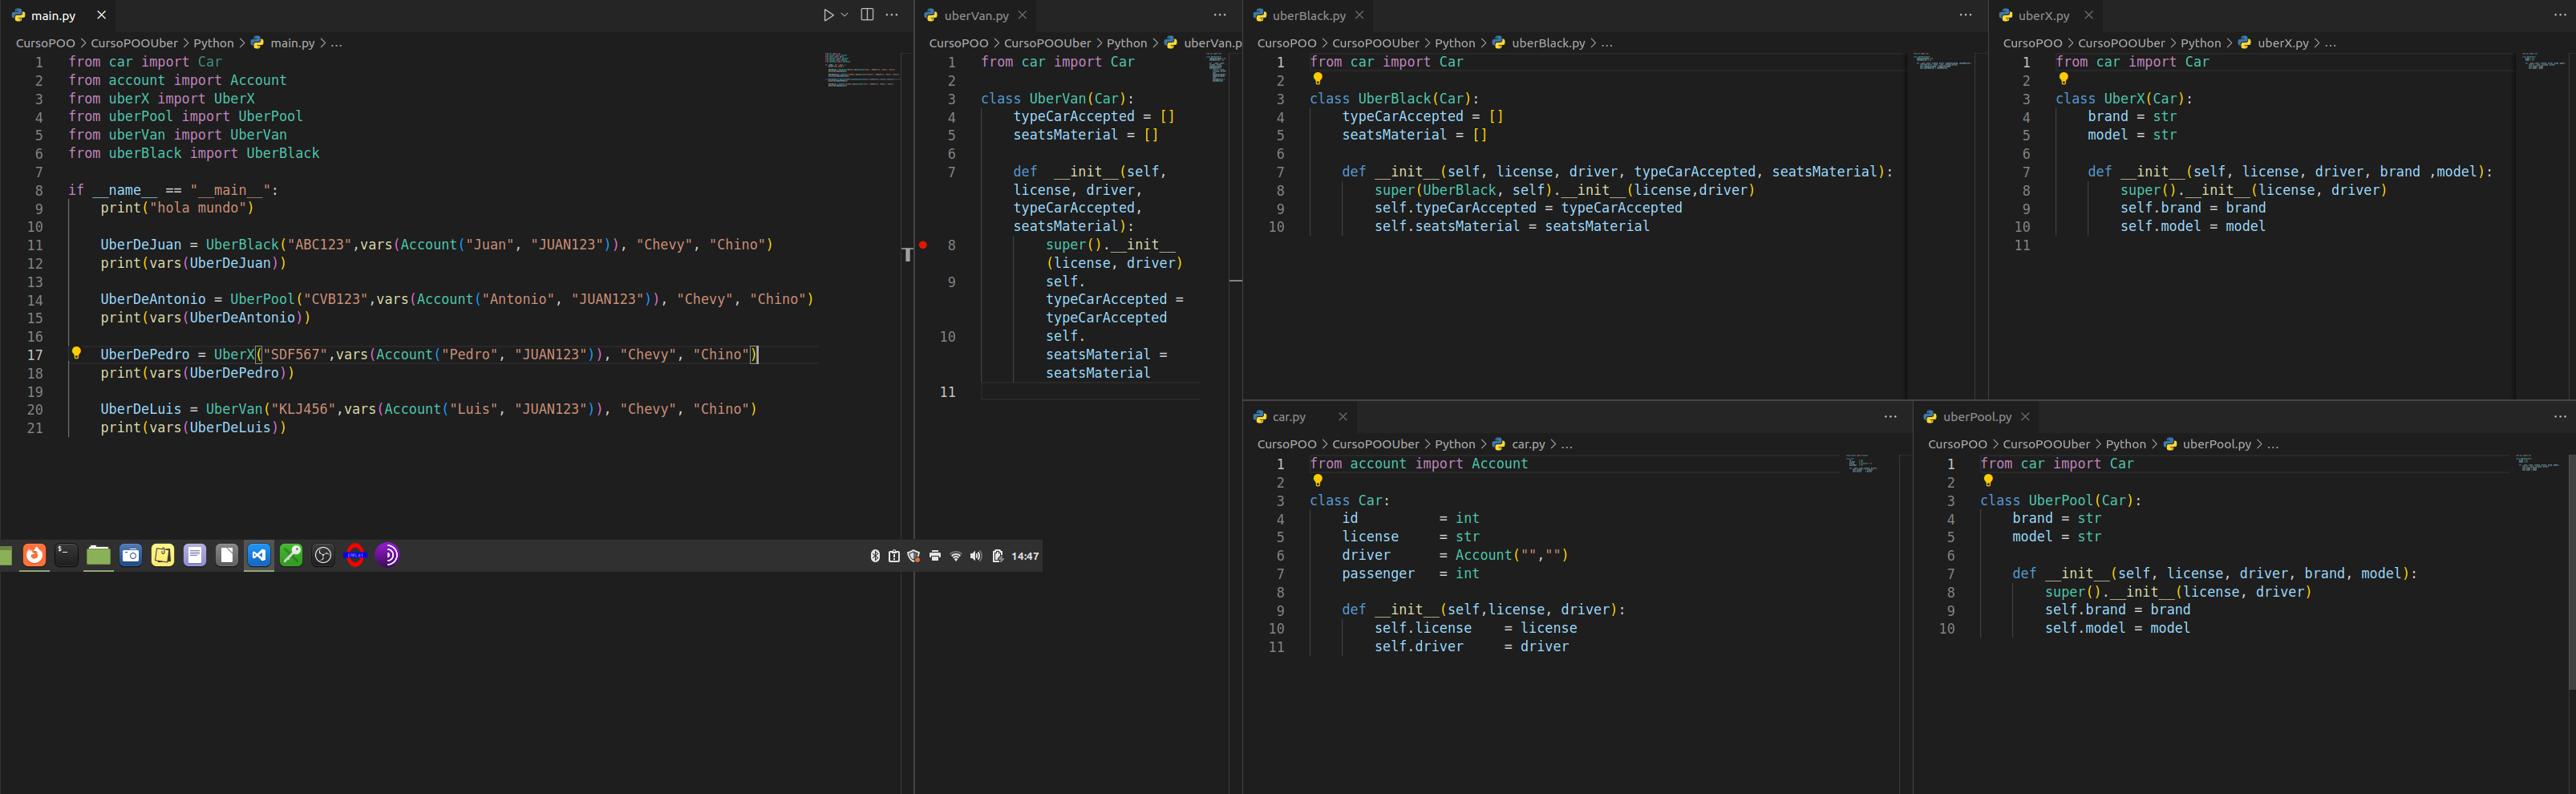 main.py
CursoPOO > CursoPOOUber > Python > main.py > ...
1 from car import Car
2 from account import Account
3 from uberX import UberX
4 from uberPool import UberPool
5 from uberVan import UberVan
6 from uberBlack import UberBlack
7
8 if __name__ == "__main__":
9     print("hola mundo")
10
11     UberDeJuan = UberBlack("ABC123",vars(Account("Juan", "JUAN123")), "Chevy", "Chino")
12     print(vars(UberDeJuan))
13
14     UberDeAntonio = UberPool("CVB123",vars(Account("Antonio", "JUAN123")), "Chevy", "Chino")
15     print(vars(UberDeAntonio))
16
17     UberDePedro = UberX("SDF567",vars(Account("Pedro", "JUAN123")), "Chevy", "Chino")
18     print(vars(UberDePedro))
19
20     UberDeLuis = UberVan("KLJ456",vars(Account("Luis", "JUAN123")), "Chevy", "Chino")
21     print(vars(UberDeLuis))
14:47
uberVan.py
CursoPOO > CursoPOOUber > Python > uberVan.p
1 from car import Car
2
3 class UberVan(Car):
4     typeCarAccepted = []
5     seatsMaterial = []
6
7     def  __init__(self,
    license, driver,
    typeCarAccepted,
    seatsMaterial):
8         super().__init__
        (license, driver)
9         self.
        typeCarAccepted =
        typeCarAccepted
10         self.
        seatsMaterial =
        seatsMaterial
11
uberBlack.py
CursoPOO > CursoPOOUber > Python > uberBlack.py > ...
1 from car import Car
2
3 class UberBlack(Car):
4     typeCarAccepted = []
5     seatsMaterial = []
6
7     def __init__(self, license, driver, typeCarAccepted, seatsMaterial):
8         super(UberBlack, self).__init__(license,driver)
9         self.typeCarAccepted = typeCarAccepted
10         self.seatsMaterial = seatsMaterial
uberX.py
CursoPOO > CursoPOOUber > Python > uberX.py > ...
1 from car import Car
2
3 class UberX(Car):
4     brand = str
5     model = str
6
7     def __init__(self, license, driver, brand ,model):
8         super().__init__(license, driver)
9         self.brand = brand
10         self.model = model
11
car.py
CursoPOO > CursoPOOUber > Python > car.py > ...
1 from account import Account
2
3 class Car:
4     id          = int
5     license     = str
6     driver      = Account("","")
7     passenger   = int
8
9     def __init__(self,license, driver):
10         self.license    = license
11         self.driver     = driver
uberPool.py
CursoPOO > CursoPOOUber > Python > uberPool.py > ...
1 from car import Car
2
3 class UberPool(Car):
4     brand = str
5     model = str
6
7     def __init__(self, license, driver, brand, model):
8         super().__init__(license, driver)
9         self.brand = brand
10         self.model = model